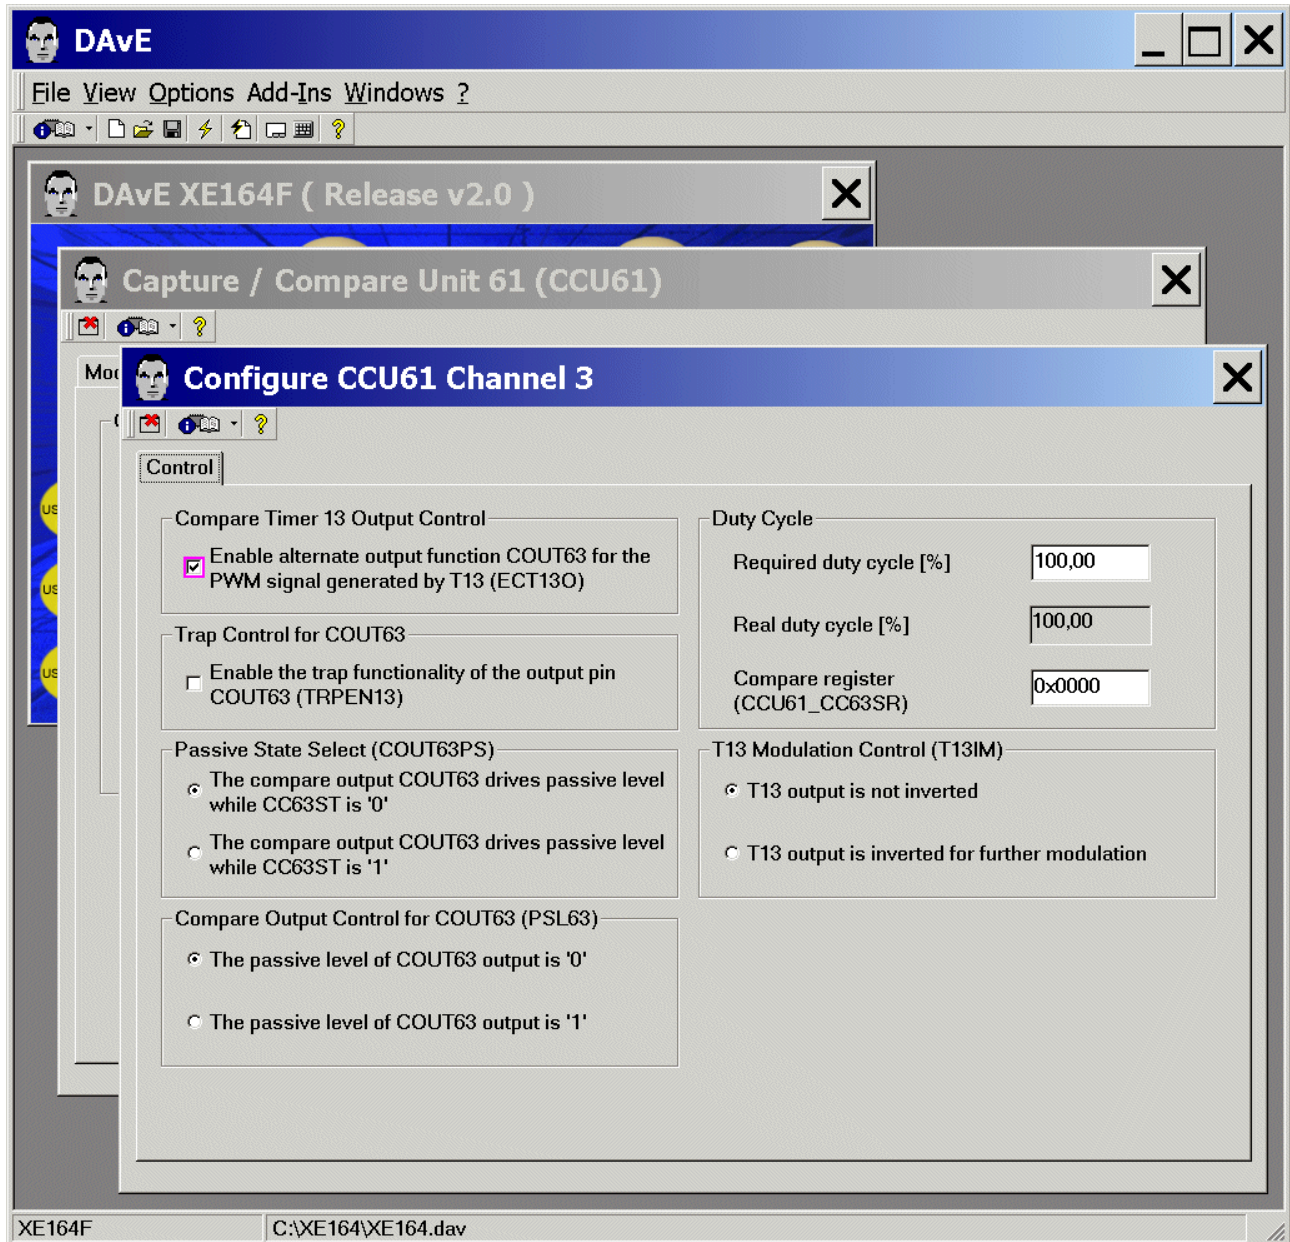 DAvE
File View Options Add-Ins Windows ?
DAvE XE164F ( Release v2.0 )
Capture / Compare Unit 61 (CCU61)
Configure CCU61 Channel 3
Control
Compare Timer 13 Output Control
Enable alternate output function COUT63 for the
PWM signal generated by T13 (ECT13O)
Trap Control for COUT63
Enable the trap functionality of the output pin
COUT63 (TRPEN13)
Passive State Select (COUT63PS)
The compare output COUT63 drives passive level
while CC63ST is '0'
The compare output COUT63 drives passive level
while CC63ST is '1'
Compare Output Control for COUT63 (PSL63)
The passive level of COUT63 output is '0'
The passive level of COUT63 output is '1'
Duty Cycle
Required duty cycle [%] 100,00
Real duty cycle [%] 100,00
Compare register
(CCU61_CC63SR) 0x0000
T13 Modulation Control (T13IM)
T13 output is not inverted
T13 output is inverted for further modulation
XE164F C:\XE164\XE164.dav